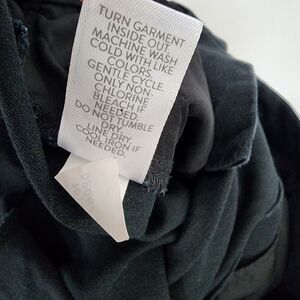 TURN GARMENT
INSIDE OUT
MACHINE WASH
COLD WITH LIKE
COLORS,
GENTLE CYCLE.
ONLY NON-
CHLORINE
BLEACH IF
NEEDED.
DO NOT TUMBLE
DRY.
LINE DRY.
COOL IRON IF
NEEDED.